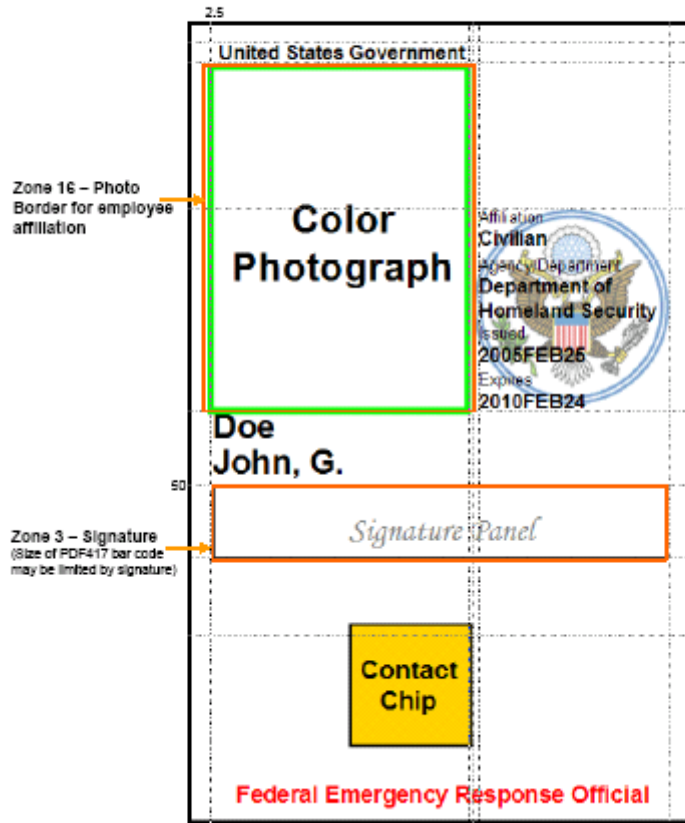 2.5
United States Government
Zone 16 – Photo
Border for employee
affiliation
Color
Photograph
Affiliation
Civilian
Agency/Department
Department of
Homeland Security
Issued
2005FEB25
Expires
2010FEB24
Doe
John, G.
50
Zone 3 – Signature
(Size of PDF417 bar code
may be limited by signature)
Signature Panel
Contact
Chip
Federal Emergency Response Official